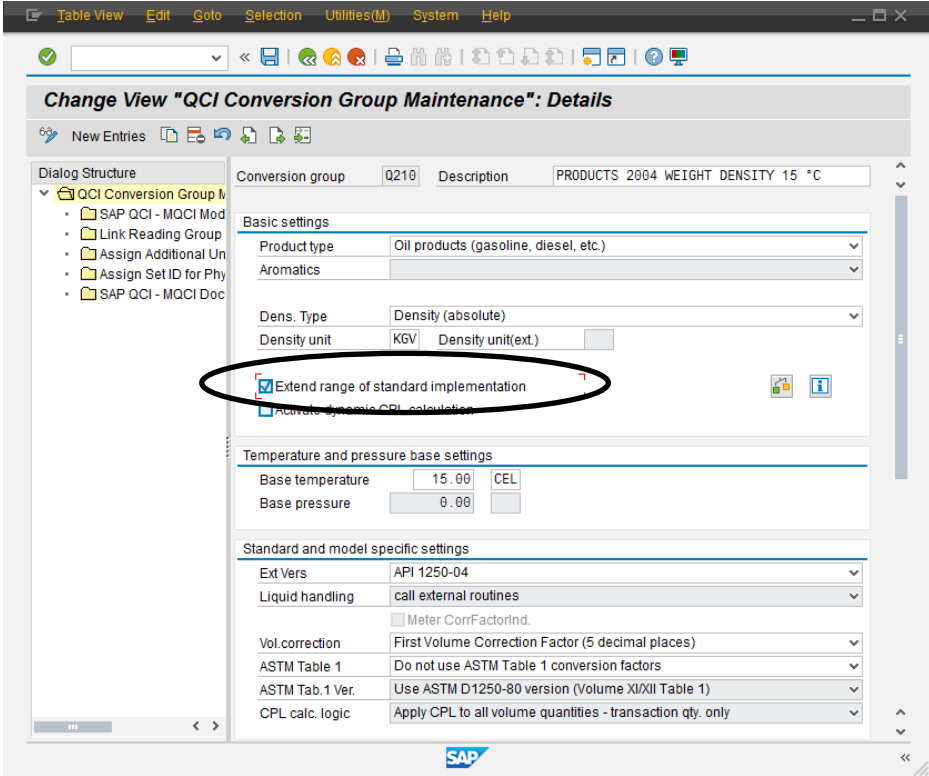 Table View Edit Goto Selection Utilities(M) System Help
Change View "QCI Conversion Group Maintenance": Details
New Entries
Dialog Structure
QCI Conversion Group M
SAP QCI - MQCI Mod
Link Reading Group
Assign Additional Un
Assign Set ID for Phy
SAP QCI - MQCI Doc
Conversion group Q210 Description PRODUCTS 2004 WEIGHT DENSITY 15 °C
Basic settings
Product type Oil products (gasoline, diesel, etc.)
Aromatics
Dens. Type Density (absolute)
Density unit KGV Density unit(ext.)
Extend range of standard implementation
Activate dynamic CPL calculation
Temperature and pressure base settings
Base temperature 15.00 CEL
Base pressure 0.00
Standard and model specific settings
Ext Vers API 1250-04
Liquid handling call external routines
Meter CorrFactorInd.
Vol.correction First Volume Correction Factor (5 decimal places)
ASTM Table 1 Do not use ASTM Table 1 conversion factors
ASTM Tab.1 Ver. Use ASTM D1250-80 version (Volume XI/XII Table 1)
CPL calc. logic Apply CPL to all volume quantities - transaction qty. only
SAP